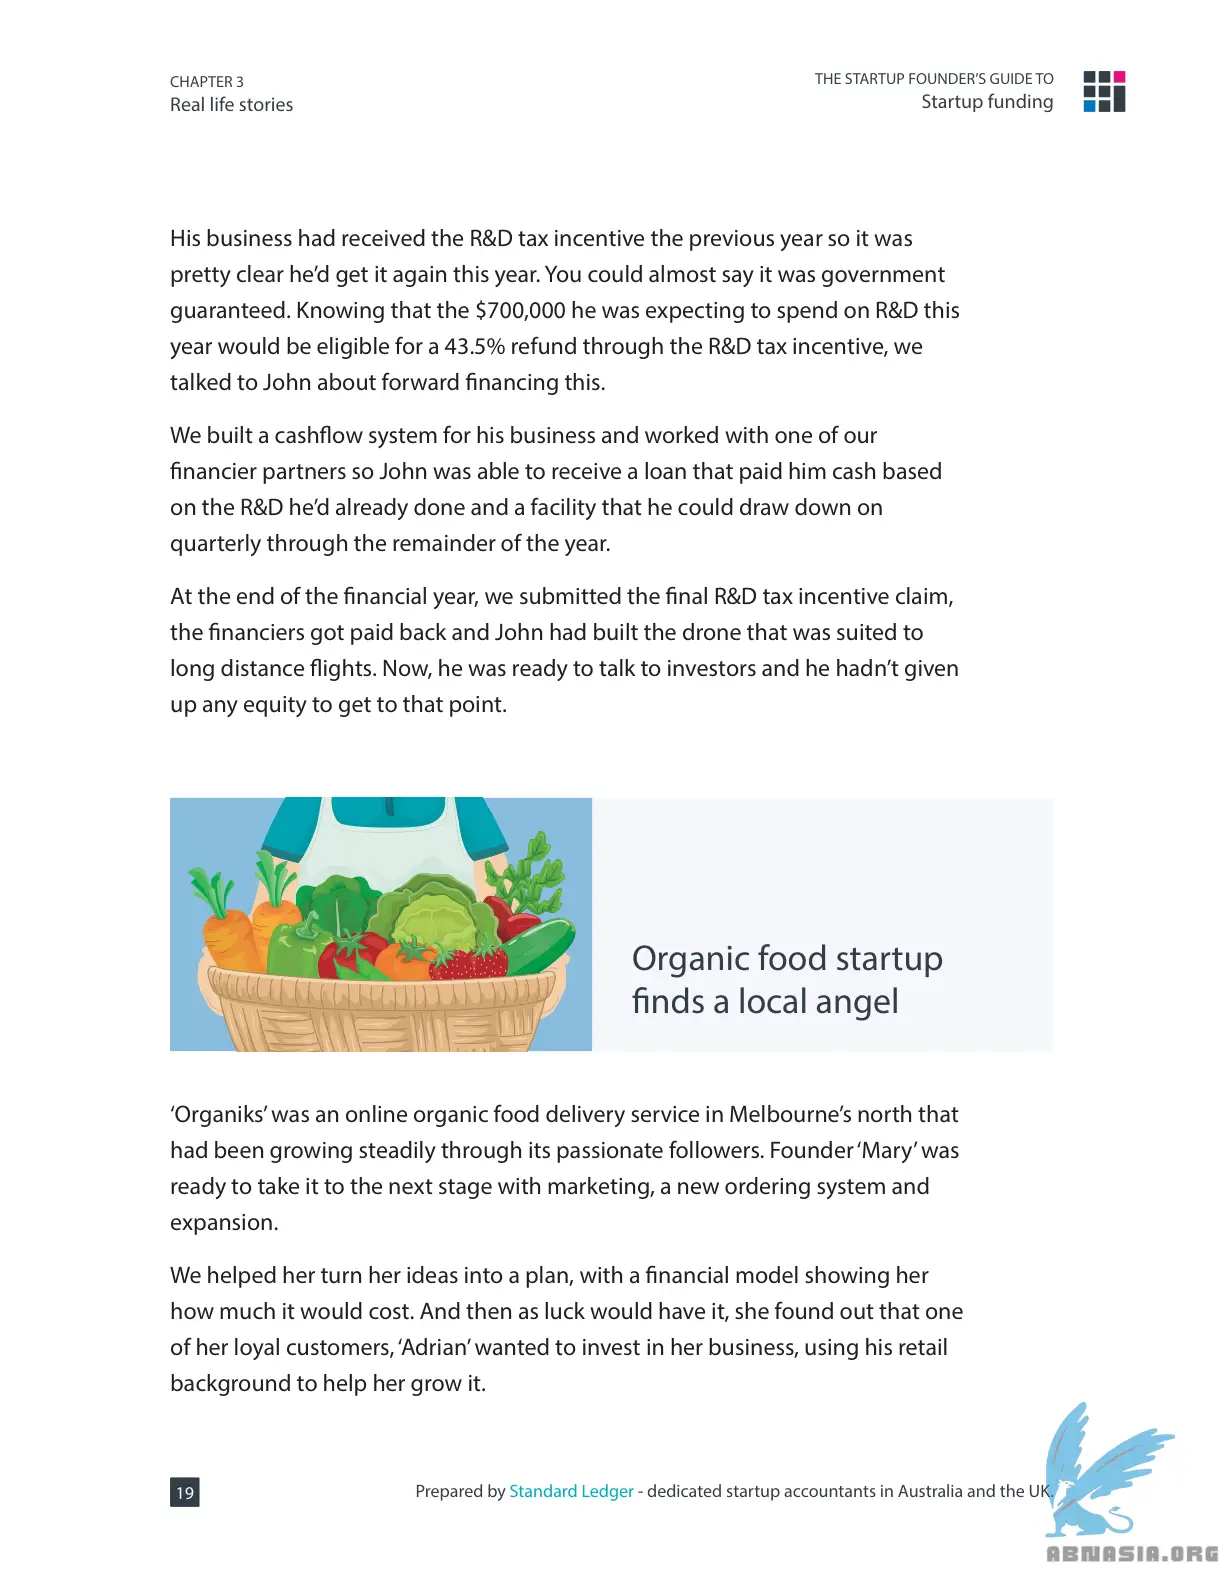 CHAPTER 3
Real life stories
THE STARTUP FOUNDER’S GUIDE TO
Startup funding
His business had received the R&D tax incentive the previous year so it was
pretty clear he’d get it again this year. You could almost say it was government
guaranteed. Knowing that the $700,000 he was expecting to spend on R&D this
year would be eligible for a 43.5% refund through the R&D tax incentive, we
talked to John about forward financing this.
We built a cashflow system for his business and worked with one of our
financier partners so John was able to receive a loan that paid him cash based
on the R&D he’d already done and a facility that he could draw down on
quarterly through the remainder of the year.
At the end of the financial year, we submitted the final R&D tax incentive claim,
the financiers got paid back and John had built the drone that was suited to
long distance flights. Now, he was ready to talk to investors and he hadn’t given
up any equity to get to that point.
Organic food startup
finds a local angel
‘Organiks’ was an online organic food delivery service in Melbourne’s north that
had been growing steadily through its passionate followers. Founder ‘Mary’ was
ready to take it to the next stage with marketing, a new ordering system and
expansion.
We helped her turn her ideas into a plan, with a financial model showing her
how much it would cost. And then as luck would have it, she found out that one
of her loyal customers, ‘Adrian’ wanted to invest in her business, using his retail
background to help her grow it.
19
Prepared by Standard Ledger - dedicated startup accountants in Australia and the UK.
ABNASIA.ORG